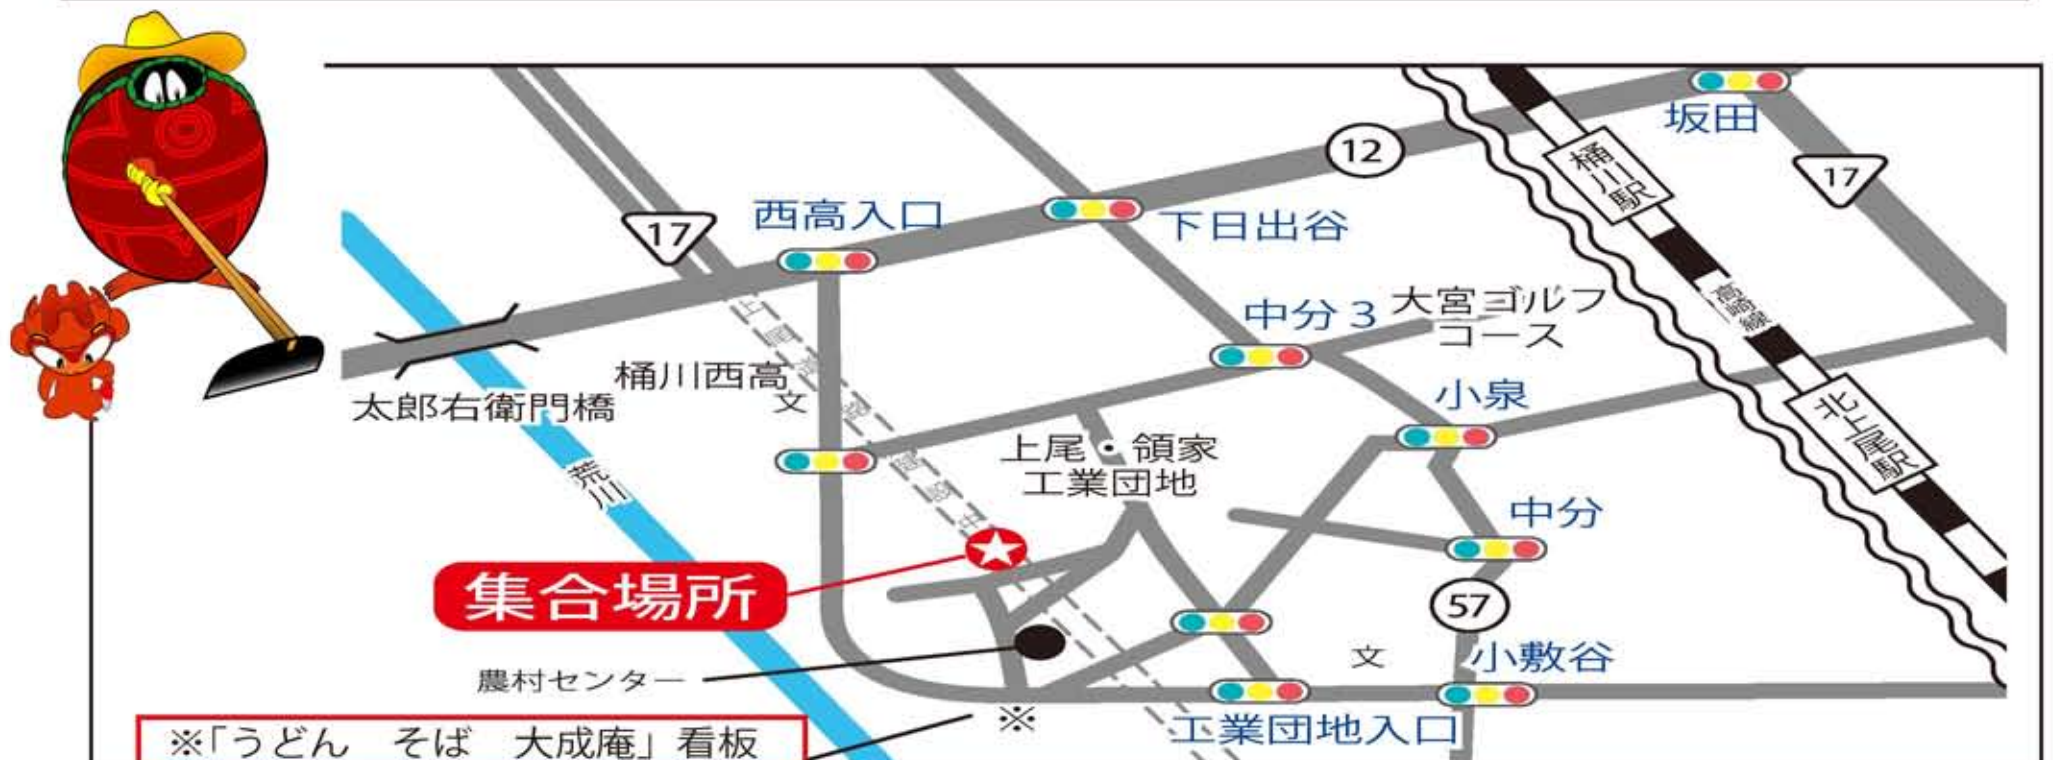 坂田
12
桶川駅
17
17
西高入口
下日出谷
高崎線
中分3
大宮ゴルフ
コース
桶川西高
文
太郎右衛門橋
小泉
北上尾駅
上尾・領家
工業団地
荒川
中分
集合場所
57
農村センター
文
小敷谷
※
工業団地入口
※「うどん そば 大成庵」看板